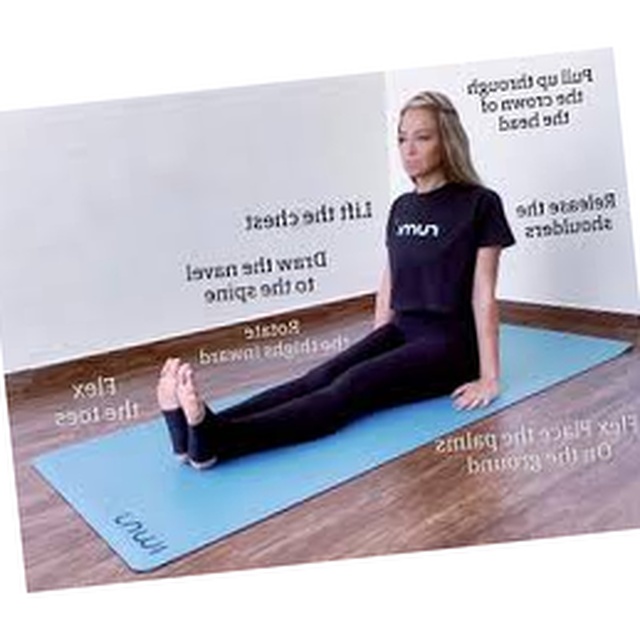 Pull up through
the crown of
the head
Lift the chest
Release the
shoulders
Draw the navel
to the spine
Rotate
the thighs inward
Flex
the toes
Flex Place the palms
On the ground